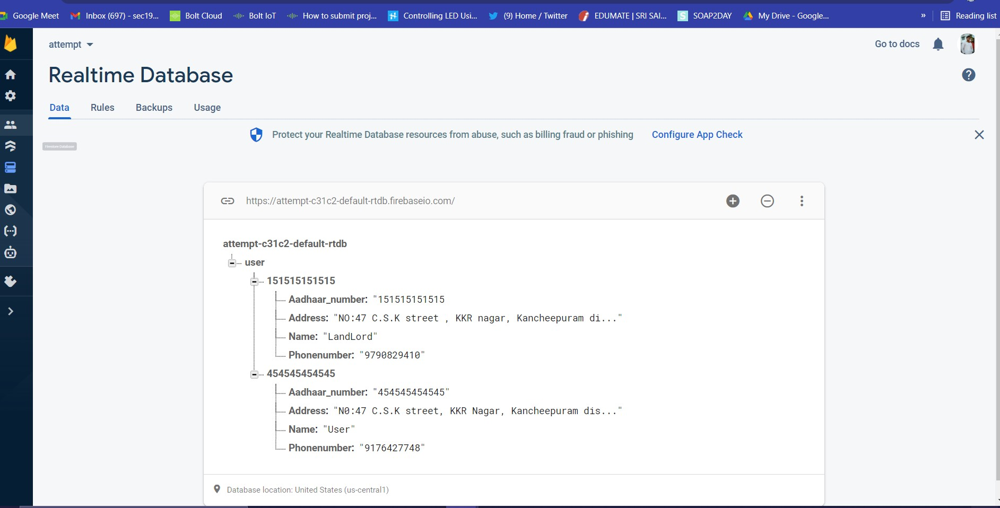 Google Meet Inbox (697) - sec19... Bolt Cloud Bolt IoT How to submit proj... Controlling LED Usi... (9) Home / Twitter EDUMATE | SRI SAI... SOAP2DAY My Drive - Google... » Reading list
attempt Go to docs
Realtime Database
Data Rules Backups Usage
Protect your Realtime Database resources from abuse, such as billing fraud or phishing Configure App Check
Firestore Database
https://attempt-c31c2-default-rtdb.firebaseio.com/
attempt-c31c2-default-rtdb
user
151515151515
Aadhaar_number: "151515151515
Address: "NO:47 C.S.K street , KKR nagar, Kancheepuram di..."
Name: "LandLord"
Phonenumber: "9790829410"
454545454545
Aadhaar_number: "454545454545"
Address: "N0:47 C.S.K street, KKR Nagar, Kancheepuram dis..."
Name: "User"
Phonenumber: "9176427748"
Database location: United States (us-central1)